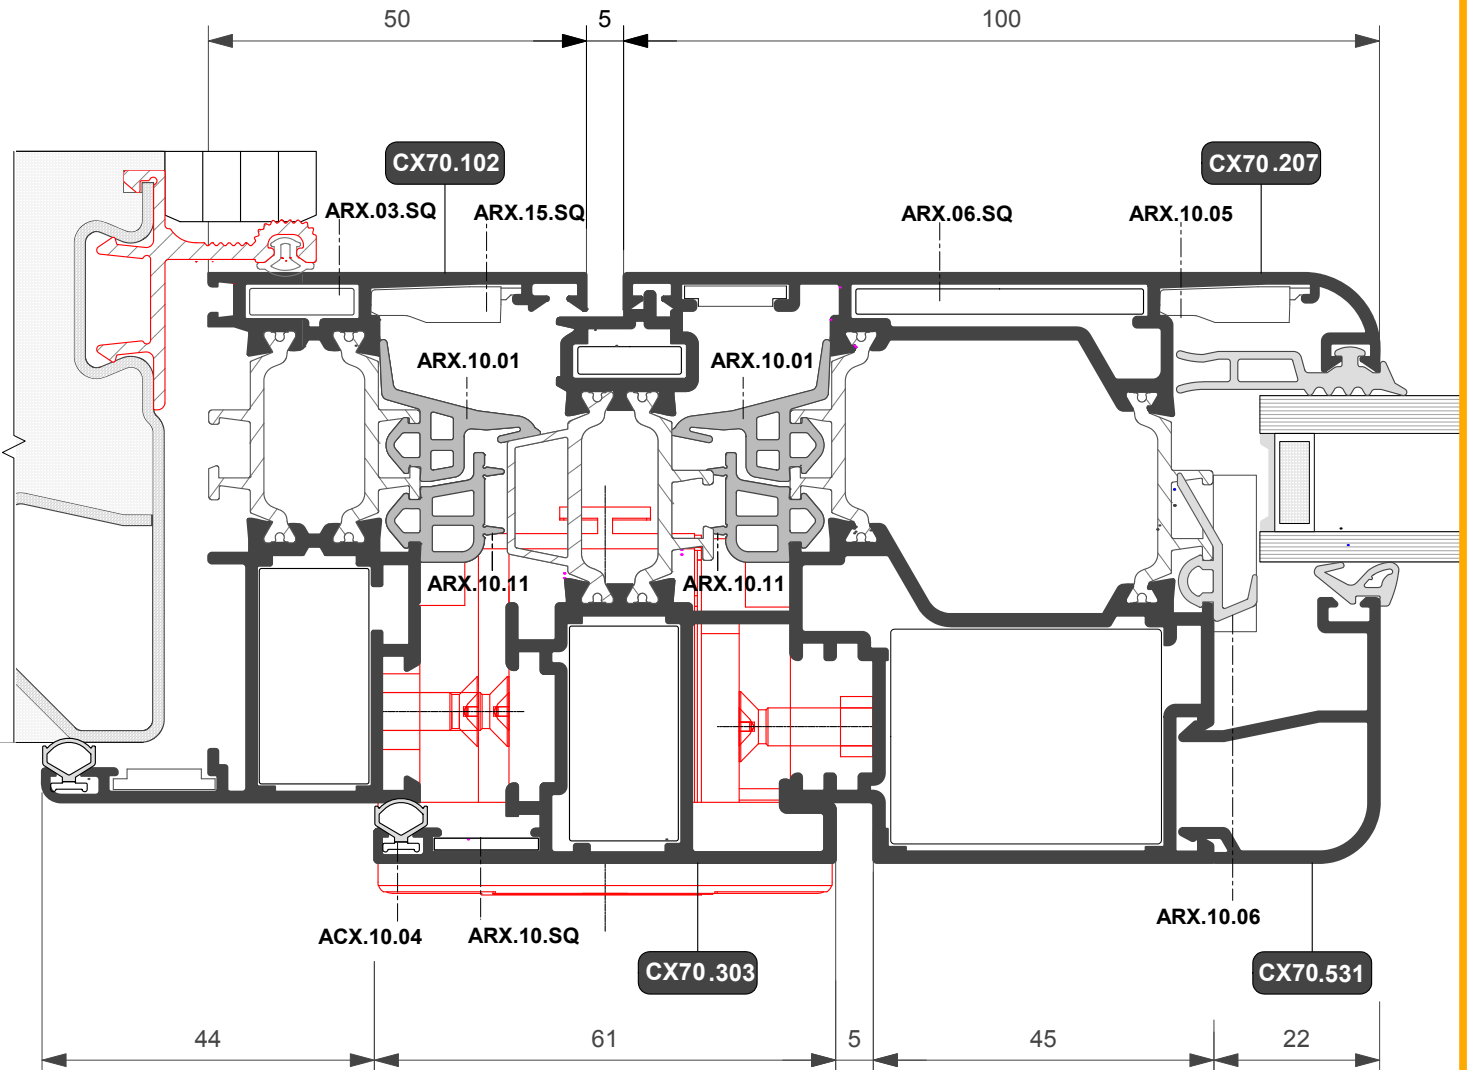 50 5 100
CX70.102 CX70.207
ARX.03.SQ ARX.15.SQ ARX.06.SQ ARX.10.05
ARX.10.01 ARX.10.01
ARX.10.11 ARX.10.11
ARX.10.06
ACX.10.04 ARX.10.SQ
CX70.303 CX70.531
44 61 5 45 22